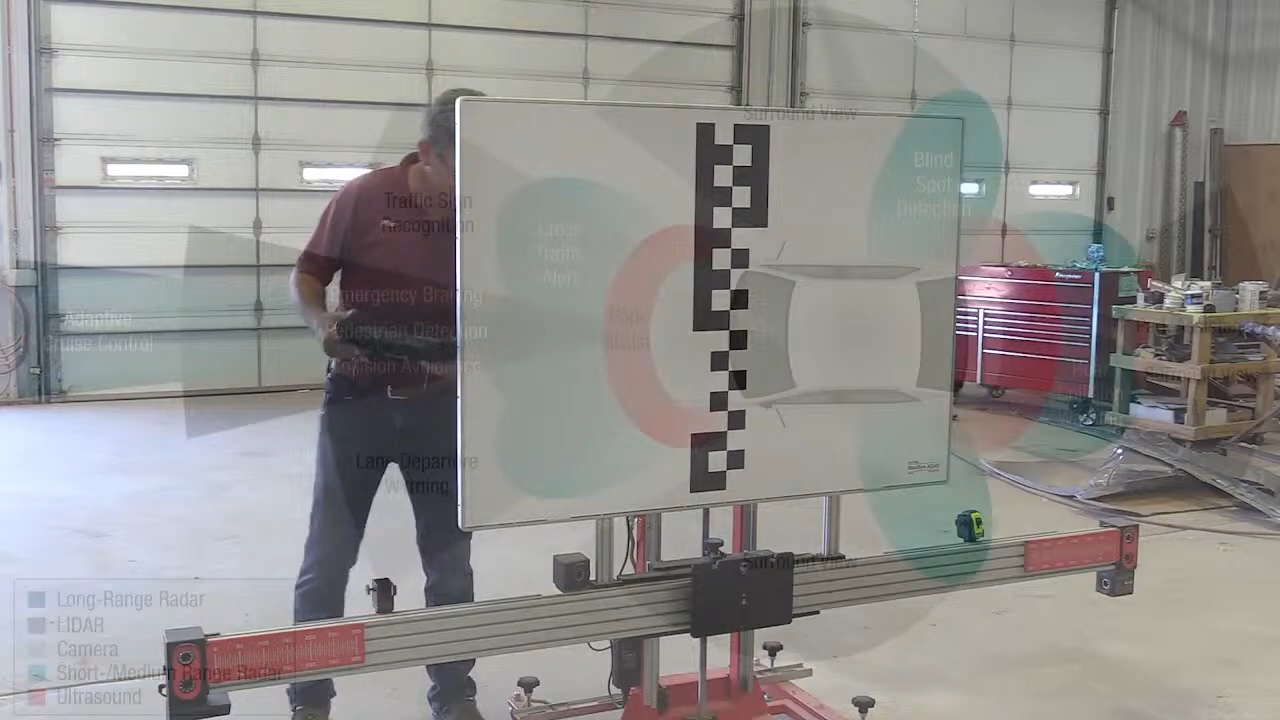 Surround View
Blind
Spot
Detection
Traffic Sign
Recognition
Cross
Traffic
Alert
Emergency Braking
Pedestrian Detection
Collision Avoidance
Adaptive
Cruise Control
Lane Departure
Warning
Surround View
Long-Range Radar
LIDAR
Camera
Short-/Medium Range Radar
Ultrasound